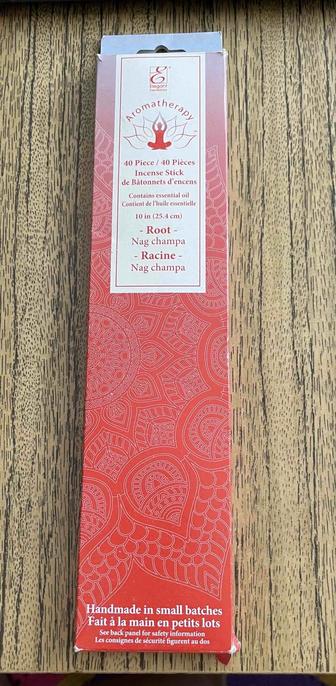 E
Elegant
Aromatherapy
40 Piece / 40 Pièces
Incense Stick
de Bâtonnets d'encens
Contains essential oil
Contient de l'huile essentielle
10 in (25.4 cm)
- Root -
Nag champa
- Racine -
Nag champa
Handmade in small batches
Fait à la main en petits lots
See back panel for safety information
Les consignes de sécurité figurent au dos